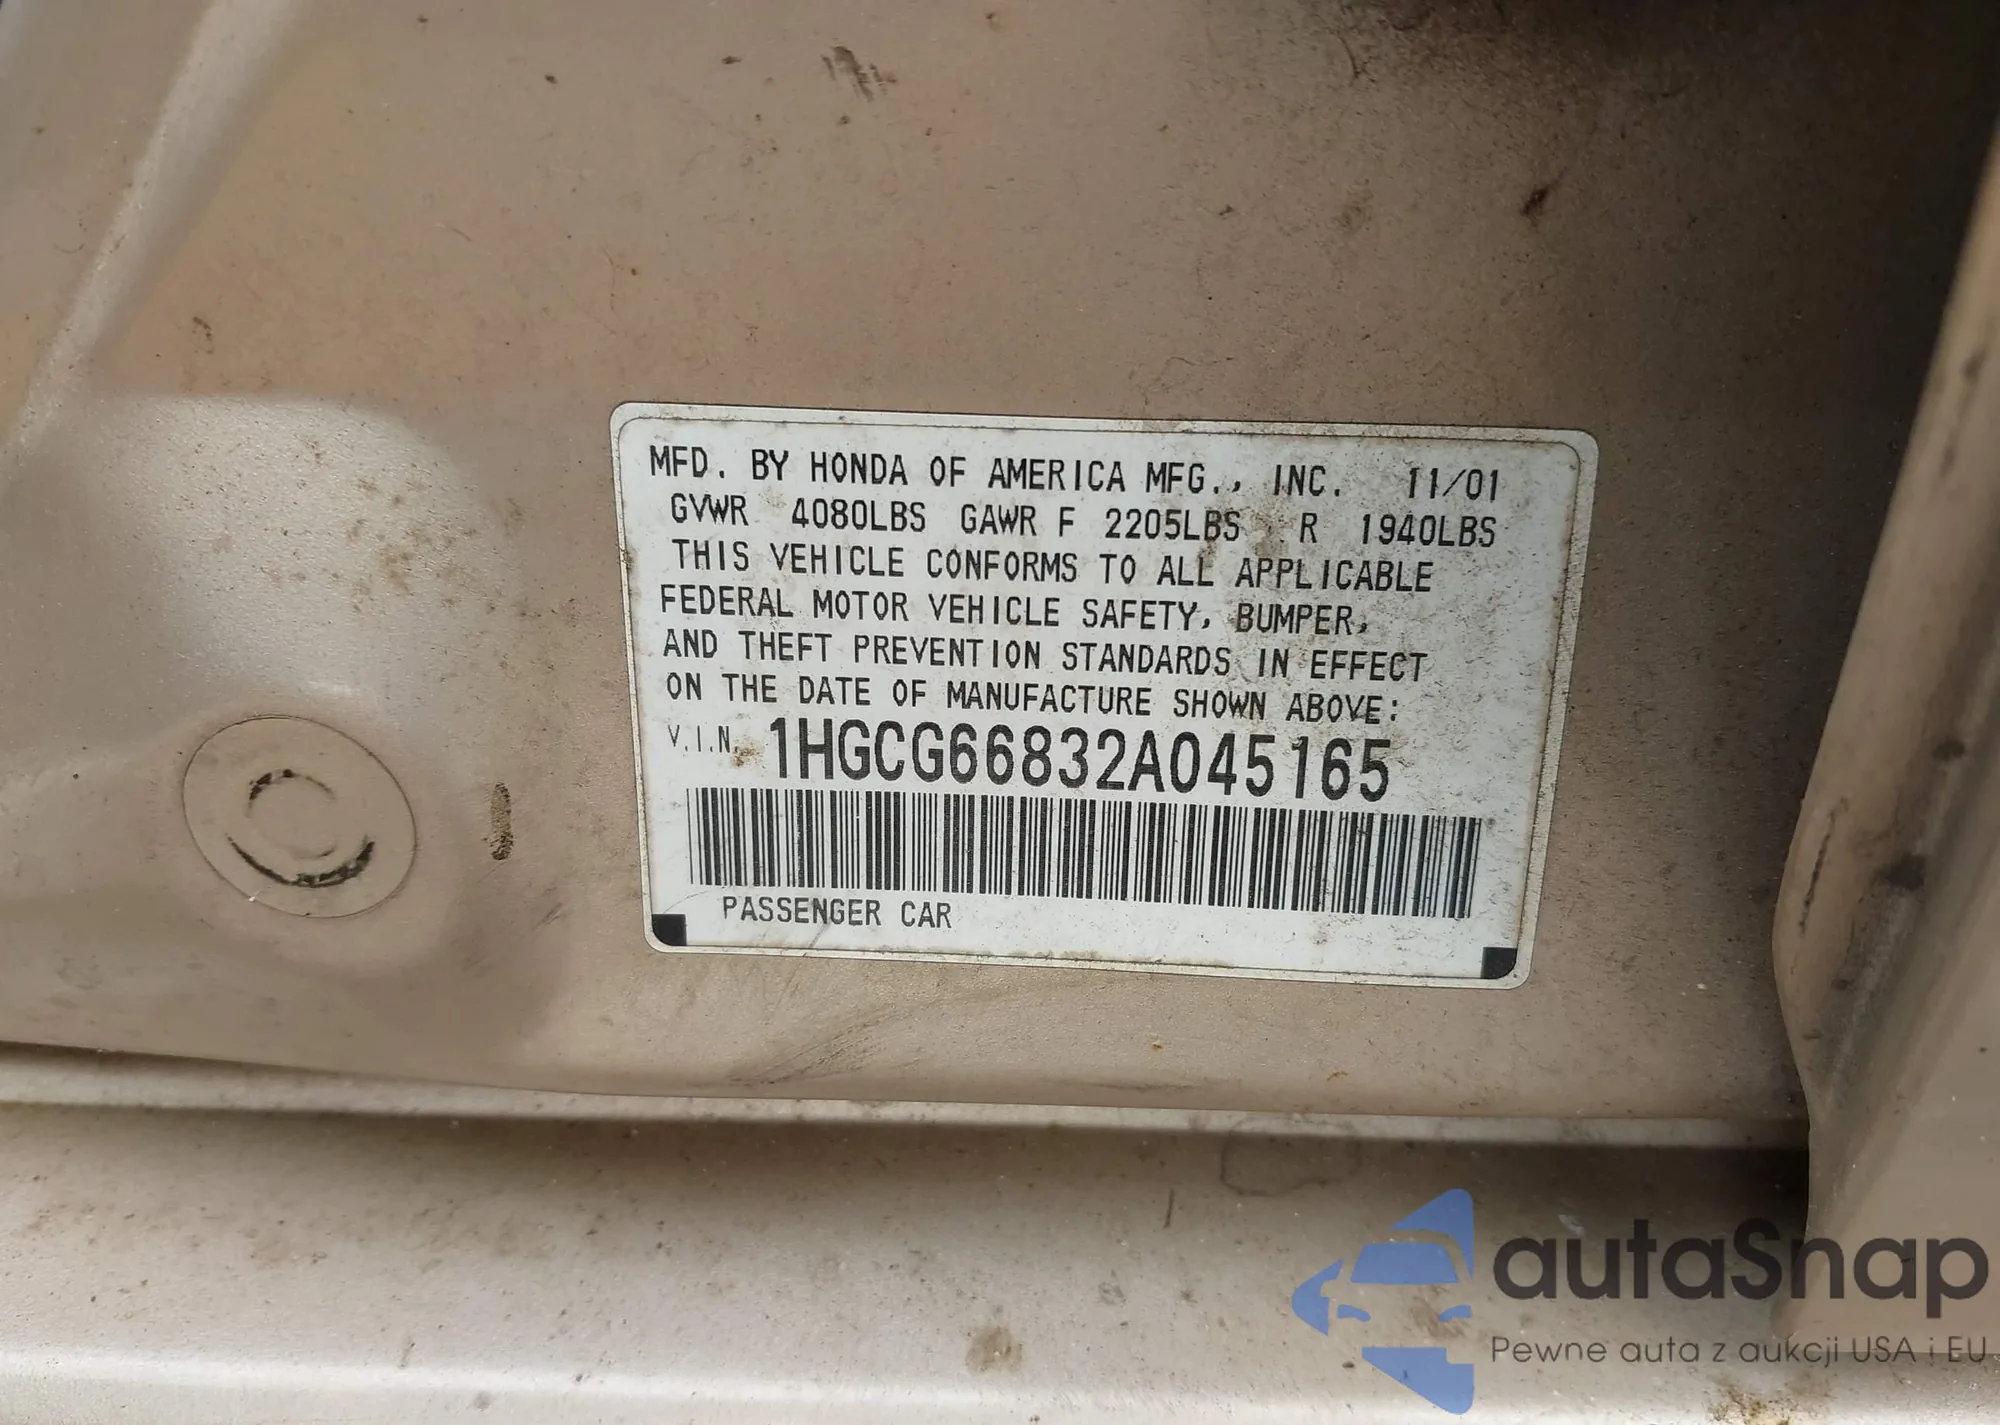 MFD. BY HONDA OF AMERICA MFG., INC. 11/01
GVWR 4080LBS GAWR F 2205LBS R 1940LBS
THIS VEHICLE CONFORMS TO ALL APPLICABLE
FEDERAL MOTOR VEHICLE SAFETY, BUMPER,
AND THEFT PREVENTION STANDARDS IN EFFECT
ON THE DATE OF MANUFACTURE SHOWN ABOVE:
V.I.N. 1HGCG66832A045165
PASSENGER CAR
autaSnap
Pewne auta z aukcji USA i EU